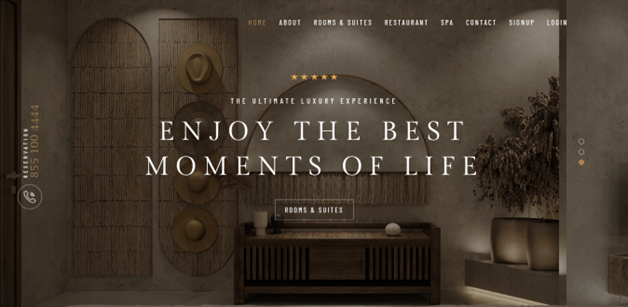 HOME ABOUT ROOMS & SUITES RESTAURANT SPA CONTACT SIGNUP LOGIN
THE ULTIMATE LUXURY EXPERIENCE
ENJOY THE BEST
MOMENTS OF LIFE
ROOMS & SUITES
RESERVATION
855 100 4444